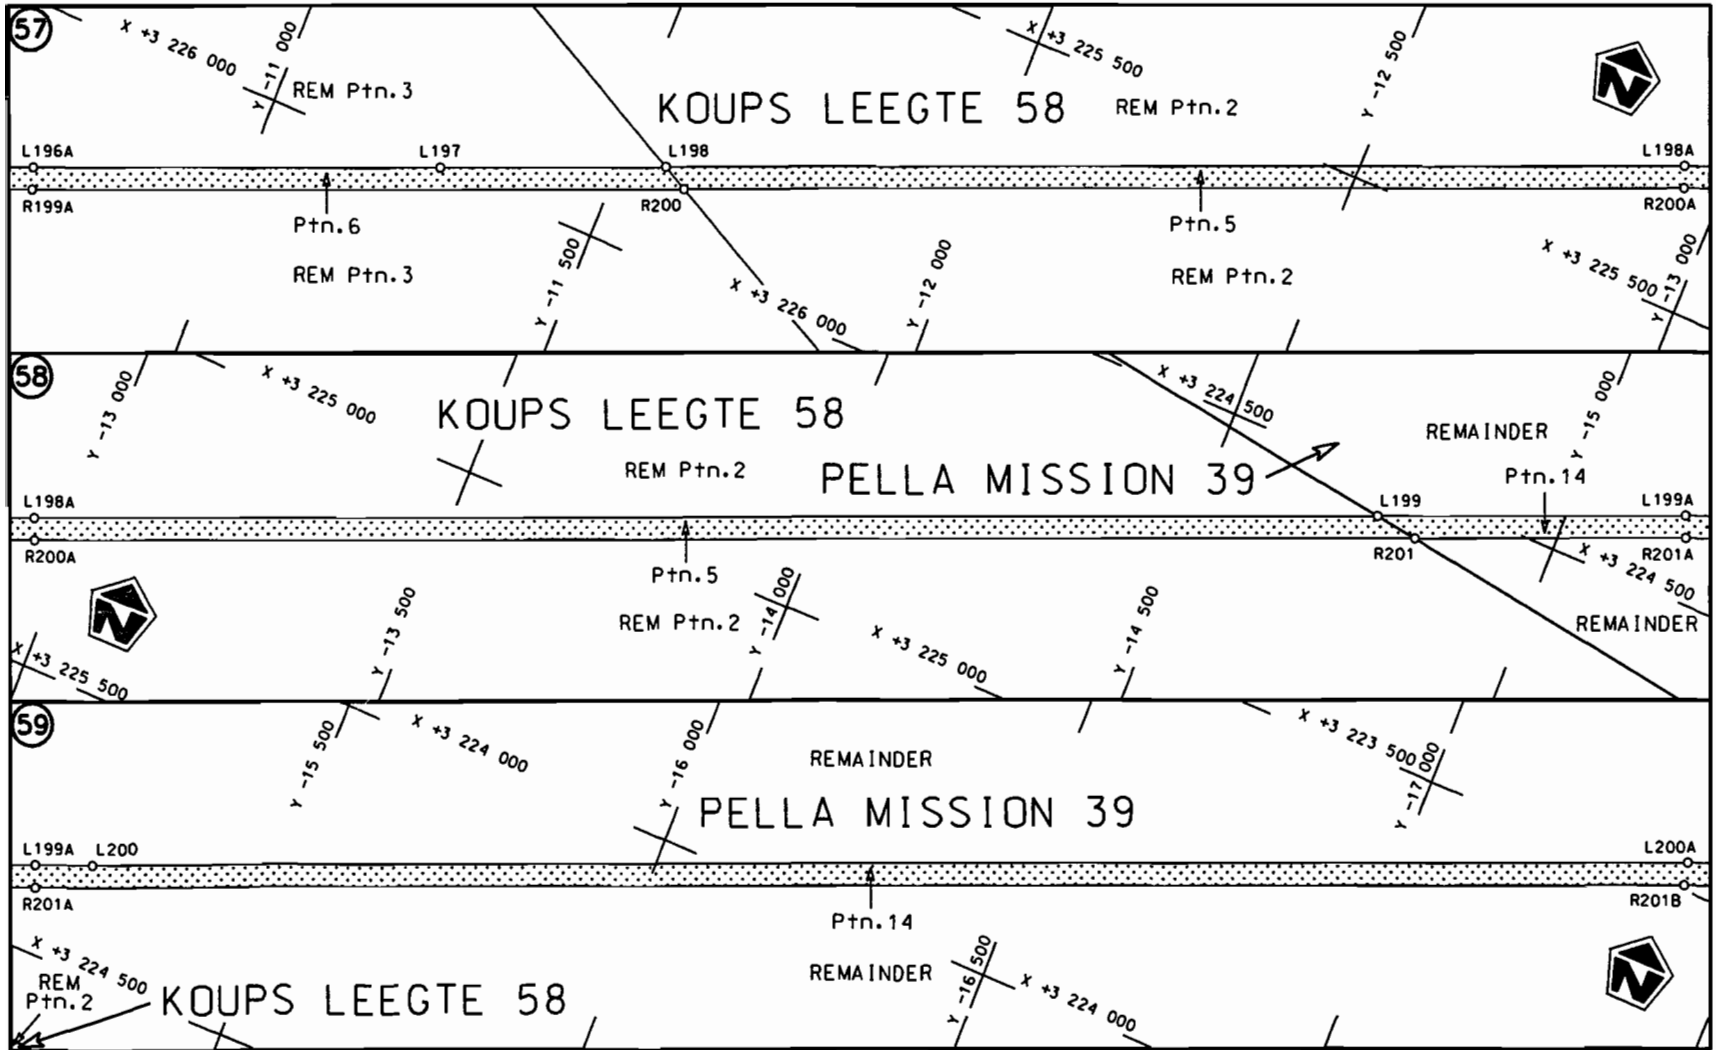 57
X +3 226 000
Y -11 000
REM Ptn.3
KOUPS LEEGTE 58
X +3 225 500
REM Ptn.2
Y -12 500
N
L196A
L197
L198
L198A
R199A
R200
R200A
Ptn.6
Ptn.5
REM Ptn.3
Y -11 500
X +3 226 000
Y -12 000
REM Ptn.2
X +3 225 500
Y -13 000
58
Y -13 000
X +3 225 000
KOUPS LEEGTE 58
REM Ptn.2
PELLA MISSION 39
X +3 224 500
REMAINDER
Y -15 000
Ptn.14
L198A
L199
L199A
R200A
R201
R201A
N
Ptn.5
REM Ptn.2
Y -13 500
Y -14 000
X +3 225 000
Y -14 500
X +3 224 500
REMAINDER
X +3 225 500
59
Y -15 500
X +3 224 000
Y -16 000
REMAINDER
PELLA MISSION 39
X +3 223 500
Y -17 000
L199A
L200
L200A
R201A
R201B
Ptn.14
REMAINDER
X +3 224 500
REM
Ptn.2
KOUPS LEEGTE 58
Y -16 500
X +3 224 000
N